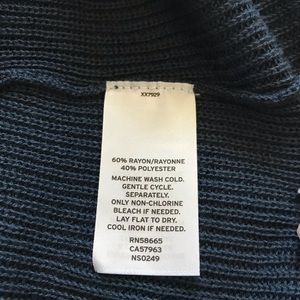 XX7929
60% RAYON/RAYONNE
40% POLYESTER
MACHINE WASH COLD.
GENTLE CYCLE.
SEPARATELY.
ONLY NON-CHLORINE
BLEACH IF NEEDED.
LAY FLAT TO DRY.
COOL IRON IF NEEDED.
RN58665
CA57963
NS0249